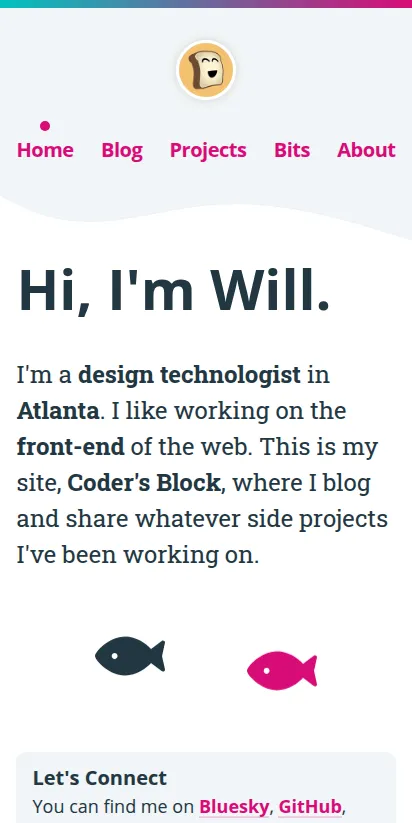 Home Blog Projects Bits About
Hi, I'm Will.
I'm a design technologist in
Atlanta. I like working on the
front-end of the web. This is my
site, Coder's Block, where I blog
and share whatever side projects
I've been working on.
Let's Connect
You can find me on Bluesky, GitHub,